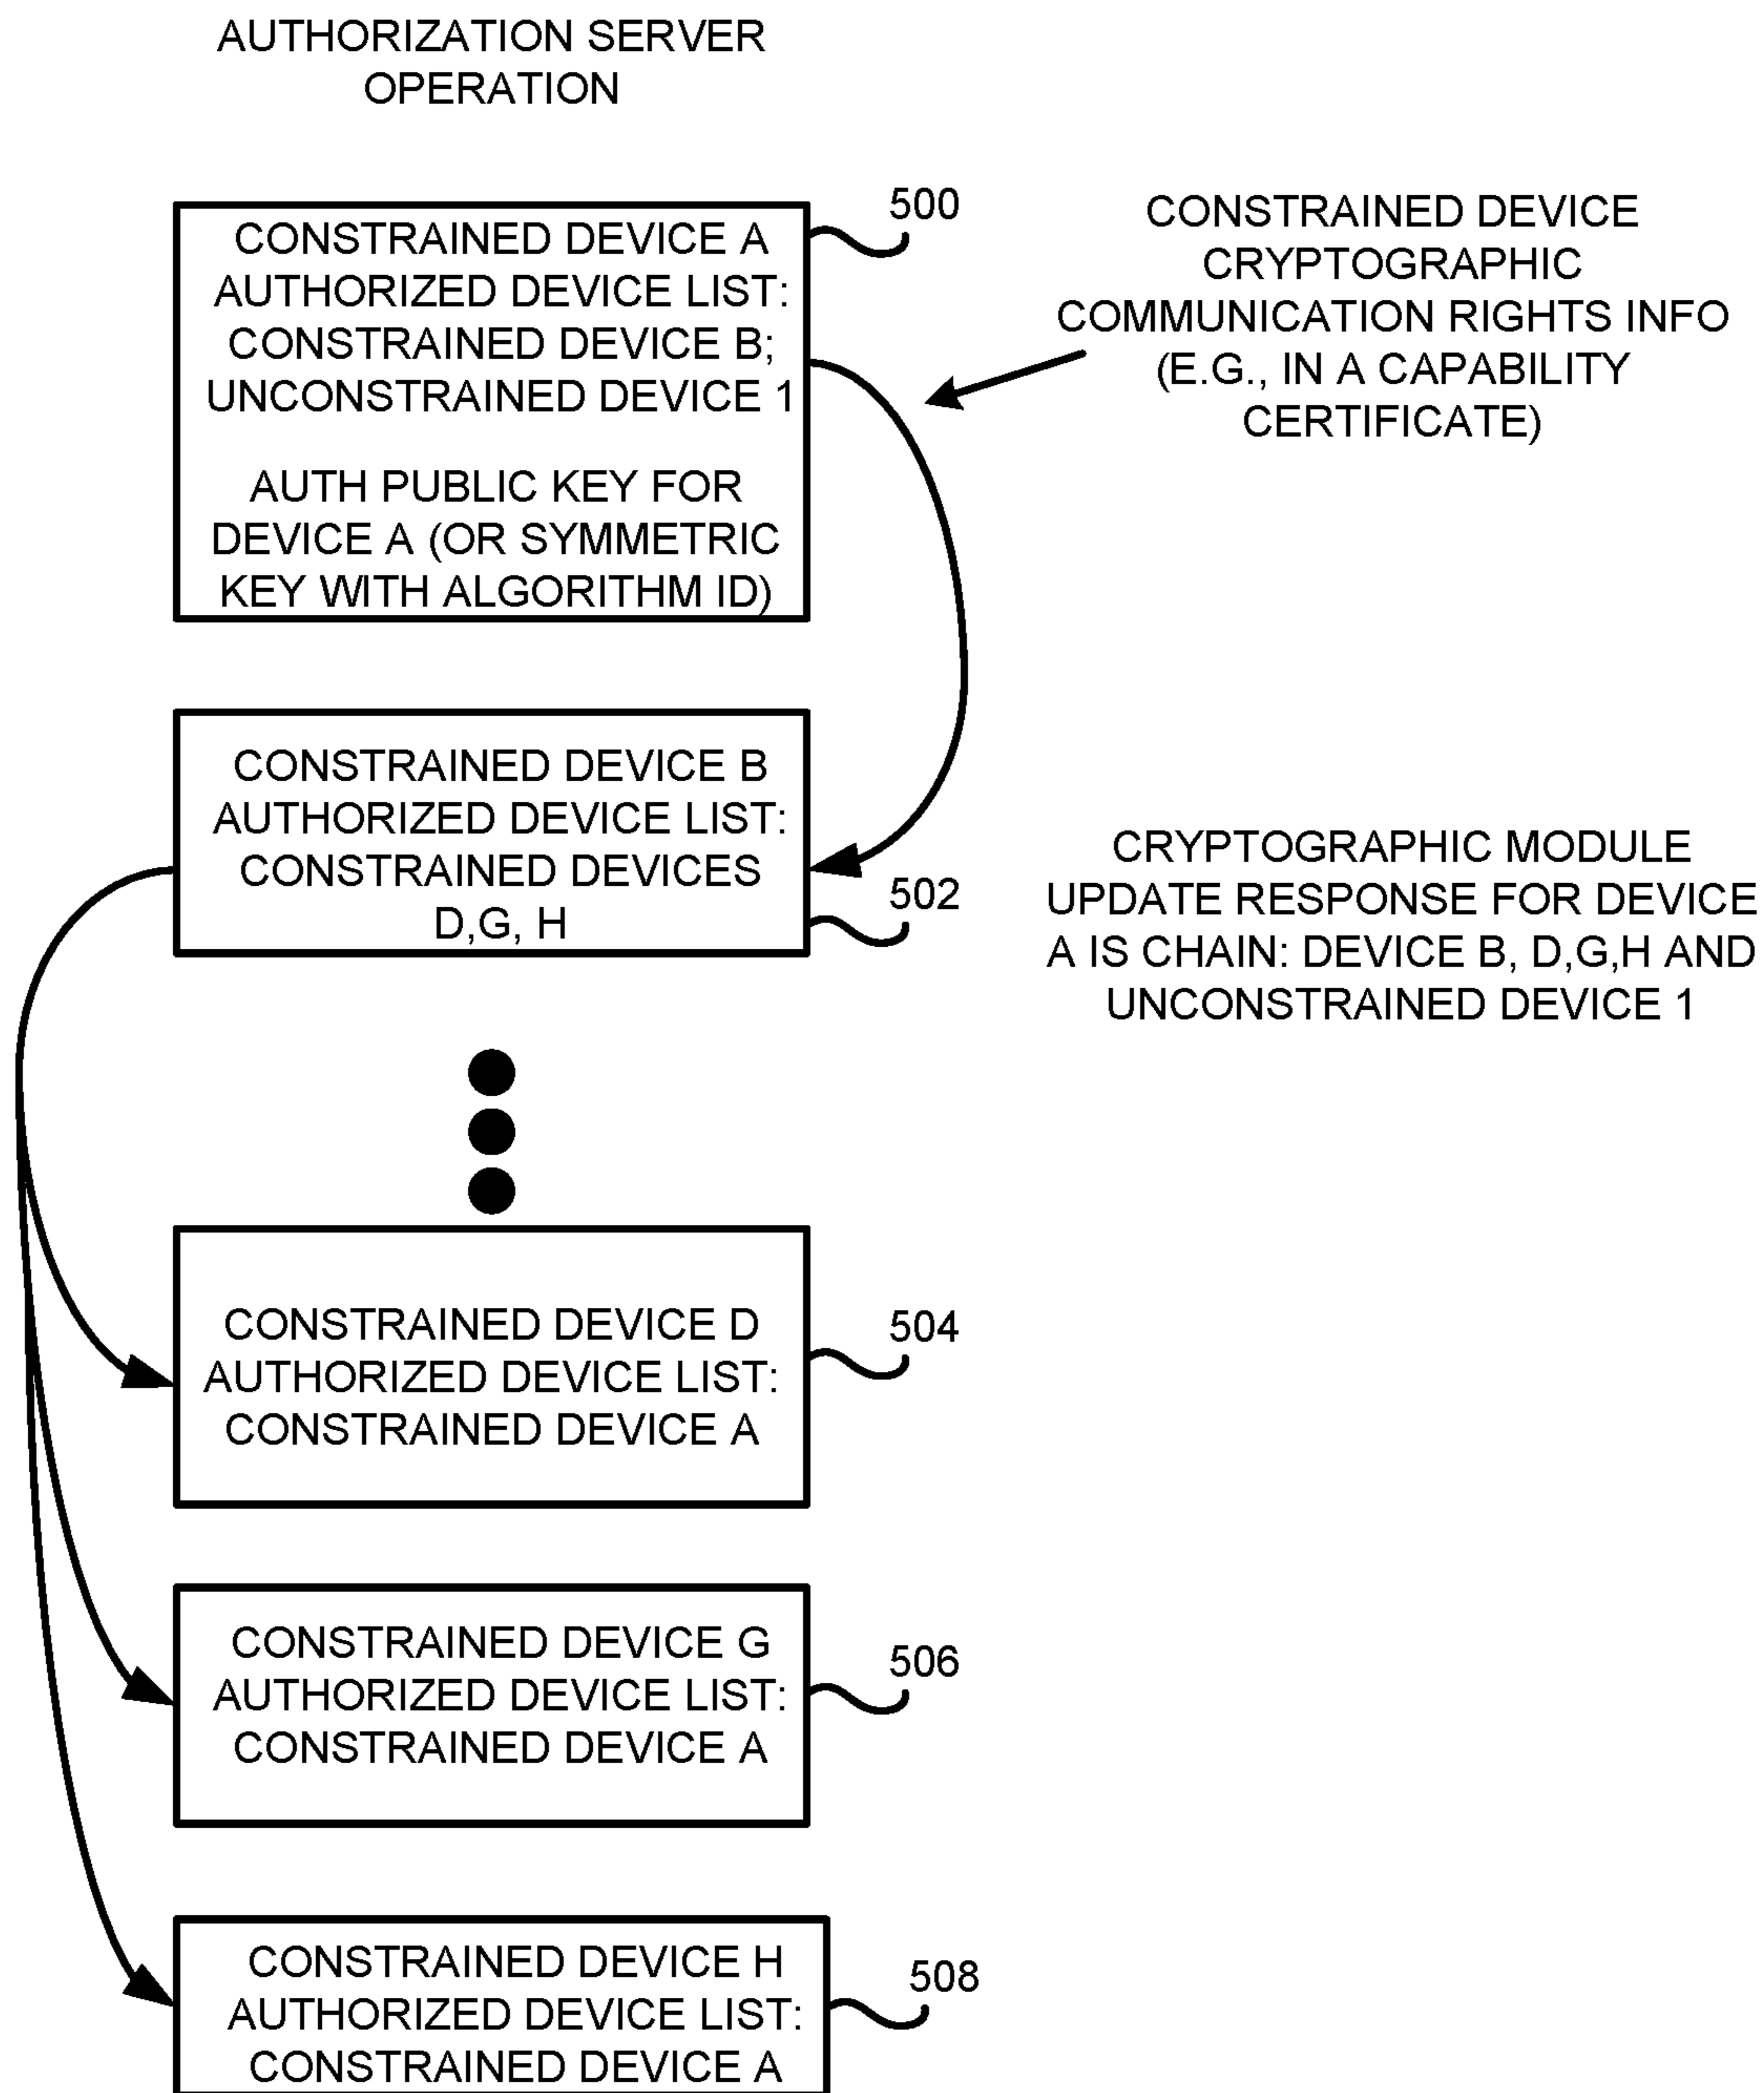 AUTHORIZATION SERVER
OPERATION
500
CONSTRAINED DEVICE A
AUTHORIZED DEVICE LIST:
CONSTRAINED DEVICE B;
UNCONSTRAINED DEVICE 1
AUTH PUBLIC KEY FOR
DEVICE A (OR SYMMETRIC
KEY WITH ALGORITHM ID)
CONSTRAINED DEVICE
CRYPTOGRAPHIC
COMMUNICATION RIGHTS INFO
(E.G., IN A CAPABILITY
CERTIFICATE)
CONSTRAINED DEVICE B
AUTHORIZED DEVICE LIST:
CONSTRAINED DEVICES
D,G, H
502
CRYPTOGRAPHIC MODULE
UPDATE RESPONSE FOR DEVICE
A IS CHAIN: DEVICE B, D,G,H AND
UNCONSTRAINED DEVICE 1
CONSTRAINED DEVICE D
AUTHORIZED DEVICE LIST:
CONSTRAINED DEVICE A
504
CONSTRAINED DEVICE G
AUTHORIZED DEVICE LIST:
CONSTRAINED DEVICE A
506
CONSTRAINED DEVICE H
AUTHORIZED DEVICE LIST:
CONSTRAINED DEVICE A
508